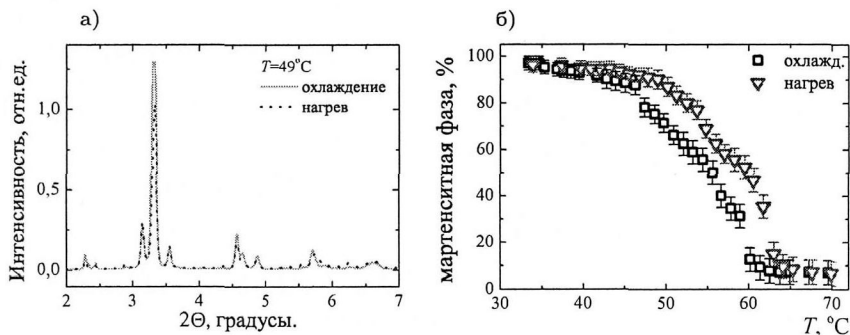 а)
Интенсивность, отн.ед.
1,0
0,5
0,0
T=49°C
охлаждение
нагрев
2 3 4 5 6 7
2Θ, градусы.
б)
мартенситная фаза, %
100
80
60
40
20
0
охлажд.
нагрев
30 40 50 60 70
T, °C